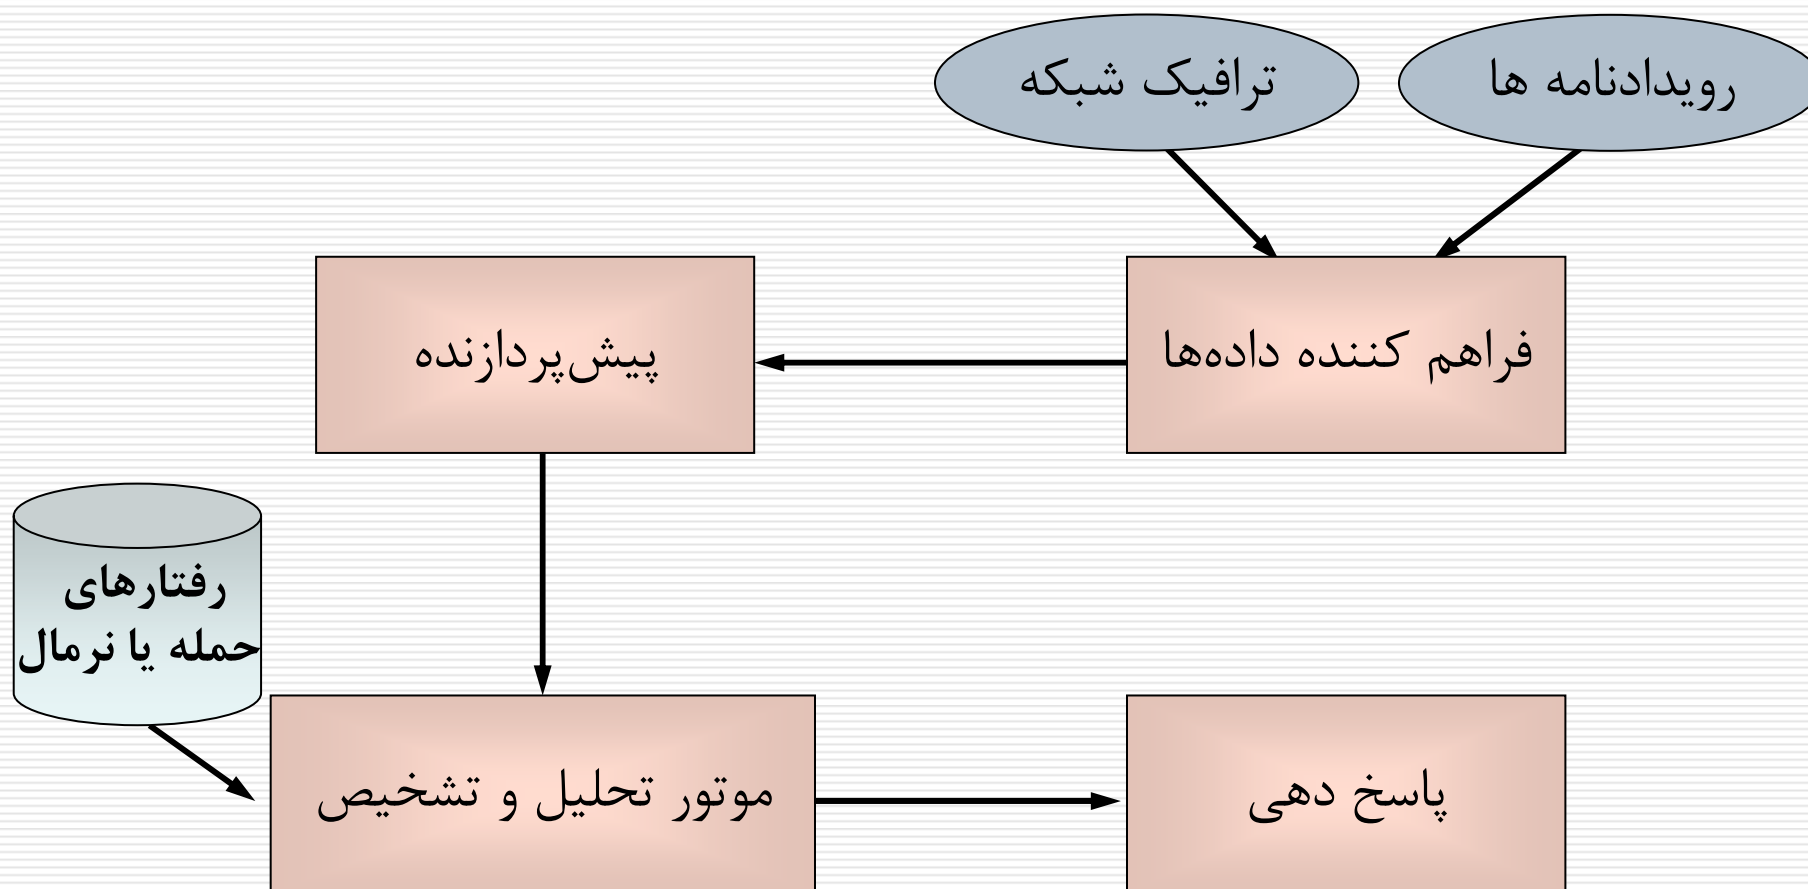 رویدادنامه ها
ترافیک شبکه
فراهم کننده داده‌ها
پیش‌پردازنده
رفتارهای
حمله یا نرمال
موتور تحلیل و تشخیص
پاسخ دهی